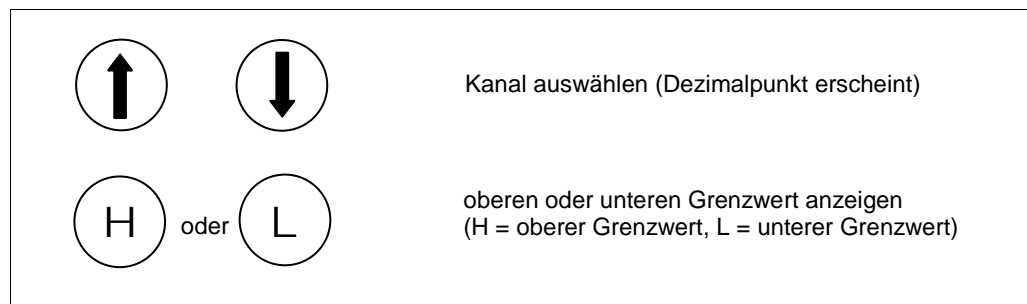 Kanal auswählen (Dezimalpunkt erscheint)
H oder L
oberen oder unteren Grenzwert anzeigen
(H = oberer Grenzwert, L = unterer Grenzwert)